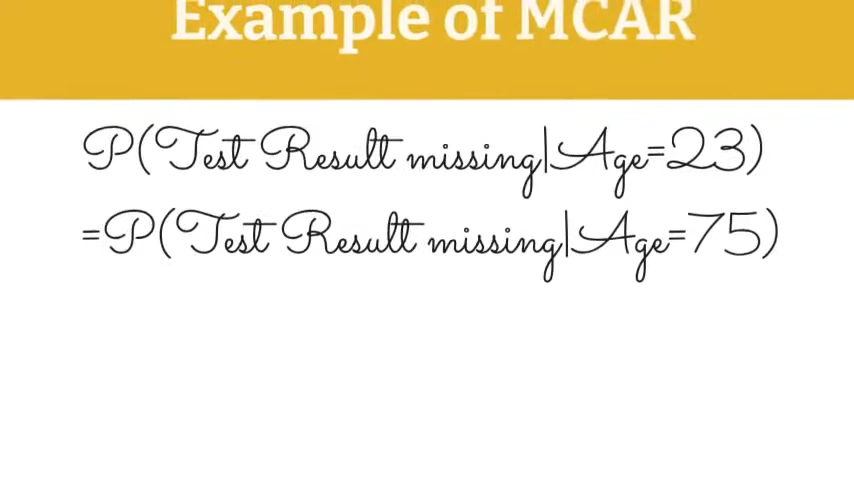 Example of MCAR
P(Test Result missing|Age=23)
=P(Test Result missing|Age=75)